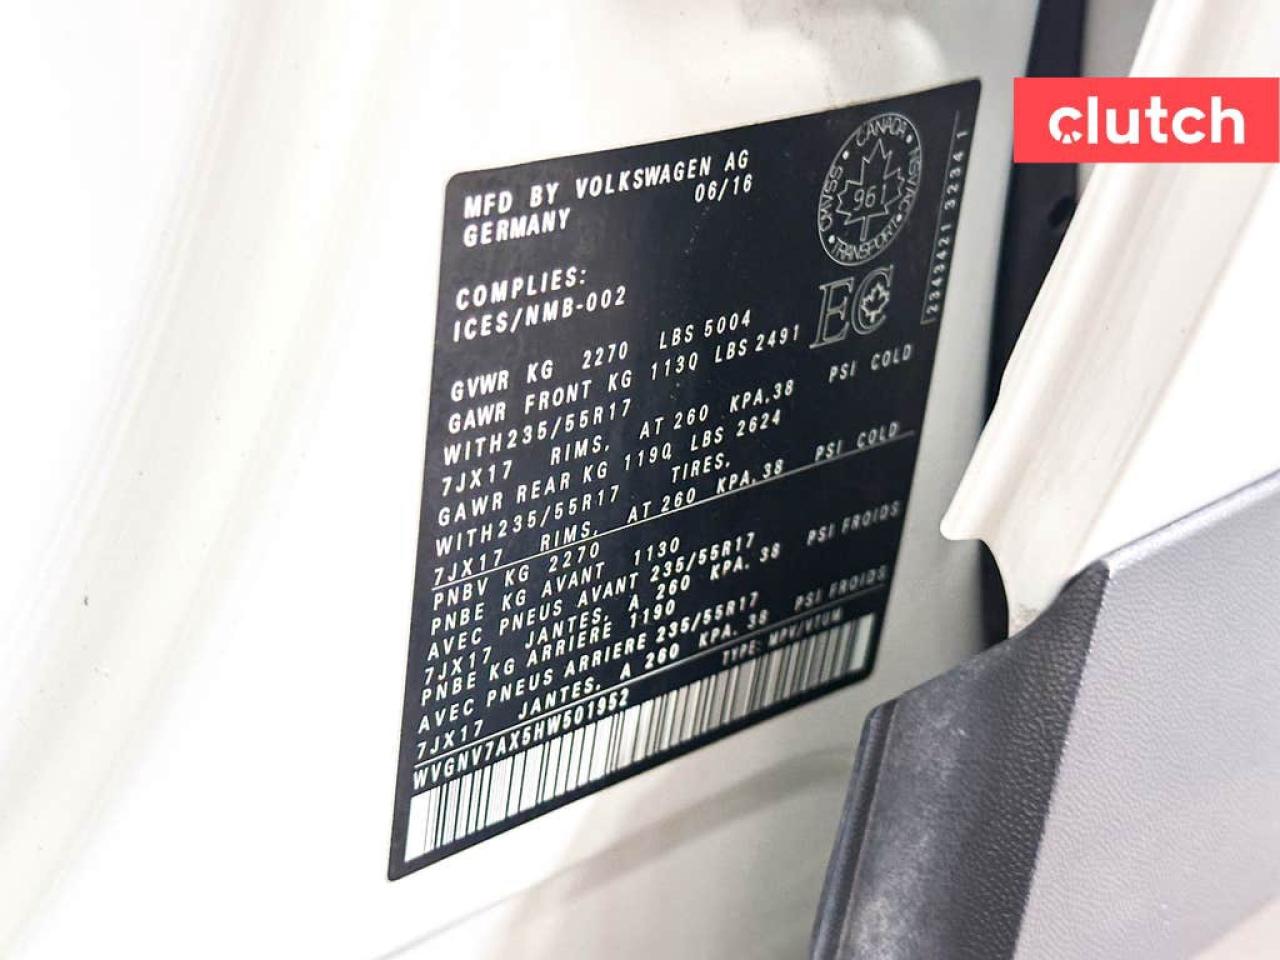 clutch
MFD BY VOLKSWAGEN AG
GERMANY 06/16
COMPLIES:
ICES/NMB-002
CANADA
NSVAC
TRANSPORT
CMVSS
961
EC
2343421 3234 1
GVWR KG 2270 LBS 5004
GAWR FRONT KG 1130 LBS 2491
WITH235/55R17
7JX17 RIMS, AT 260 KPA.38 PSI COLD
GAWR REAR KG 1190 LBS 2624
WITH235/55R17 TIRES,
7JX17 RIMS, AT 260 KPA.38 PSI COLD
PNBV KG 2270
PNBE KG AVANT 1130
AVEC PNEUS AVANT 235/55R17
7JX17 JANTES, A 260 KPA. 38 PSI FROIDS
PNBE KG ARRIERE 1190
AVEC PNEUS ARRIERE 235/55R17
7JX17 JANTES, A 260 KPA. 38 PSI FROIDS
WVGNV7AX5HW501952 TYPE: MPV/VTUM